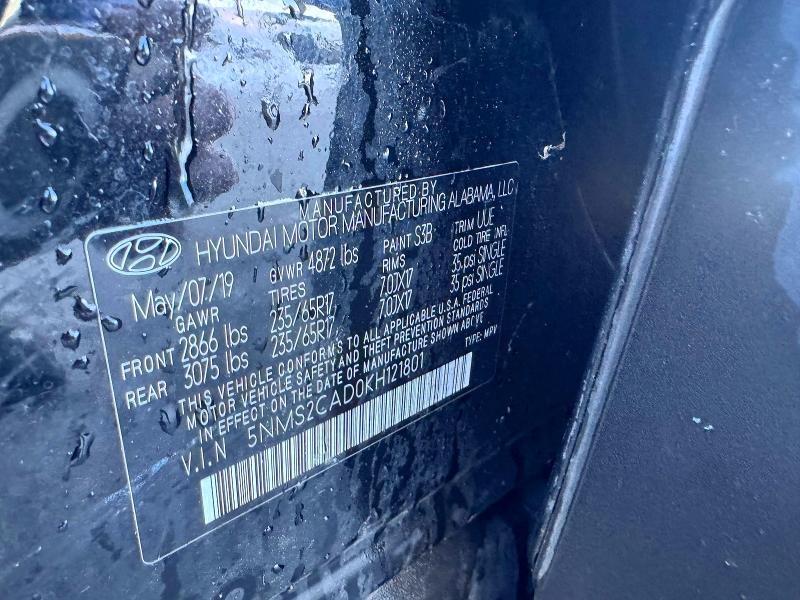 MANUFACTURED BY
HYUNDAI MOTOR MANUFACTURING ALABAMA, LLC
May/07/19 GVWR 4872 lbs PAINT S3B TRIM UUE
GAWR TIRES RIMS COLD TIRE INFL
FRONT 2866 lbs 235/65R17 7.0JX17 35 psi SINGLE
REAR 3075 lbs 235/65R17 7.0JX17 35 psi SINGLE
THIS VEHICLE CONFORMS TO ALL APPLICABLE U.S.A. FEDERAL
MOTOR VEHICLE SAFETY AND THEFT PREVENTION STANDARDS
IN EFFECT ON THE DATE OF MANUFACTURE SHOWN ABOVE
V.I.N 5NMS2CAD0KH121801 TYPE: MPV